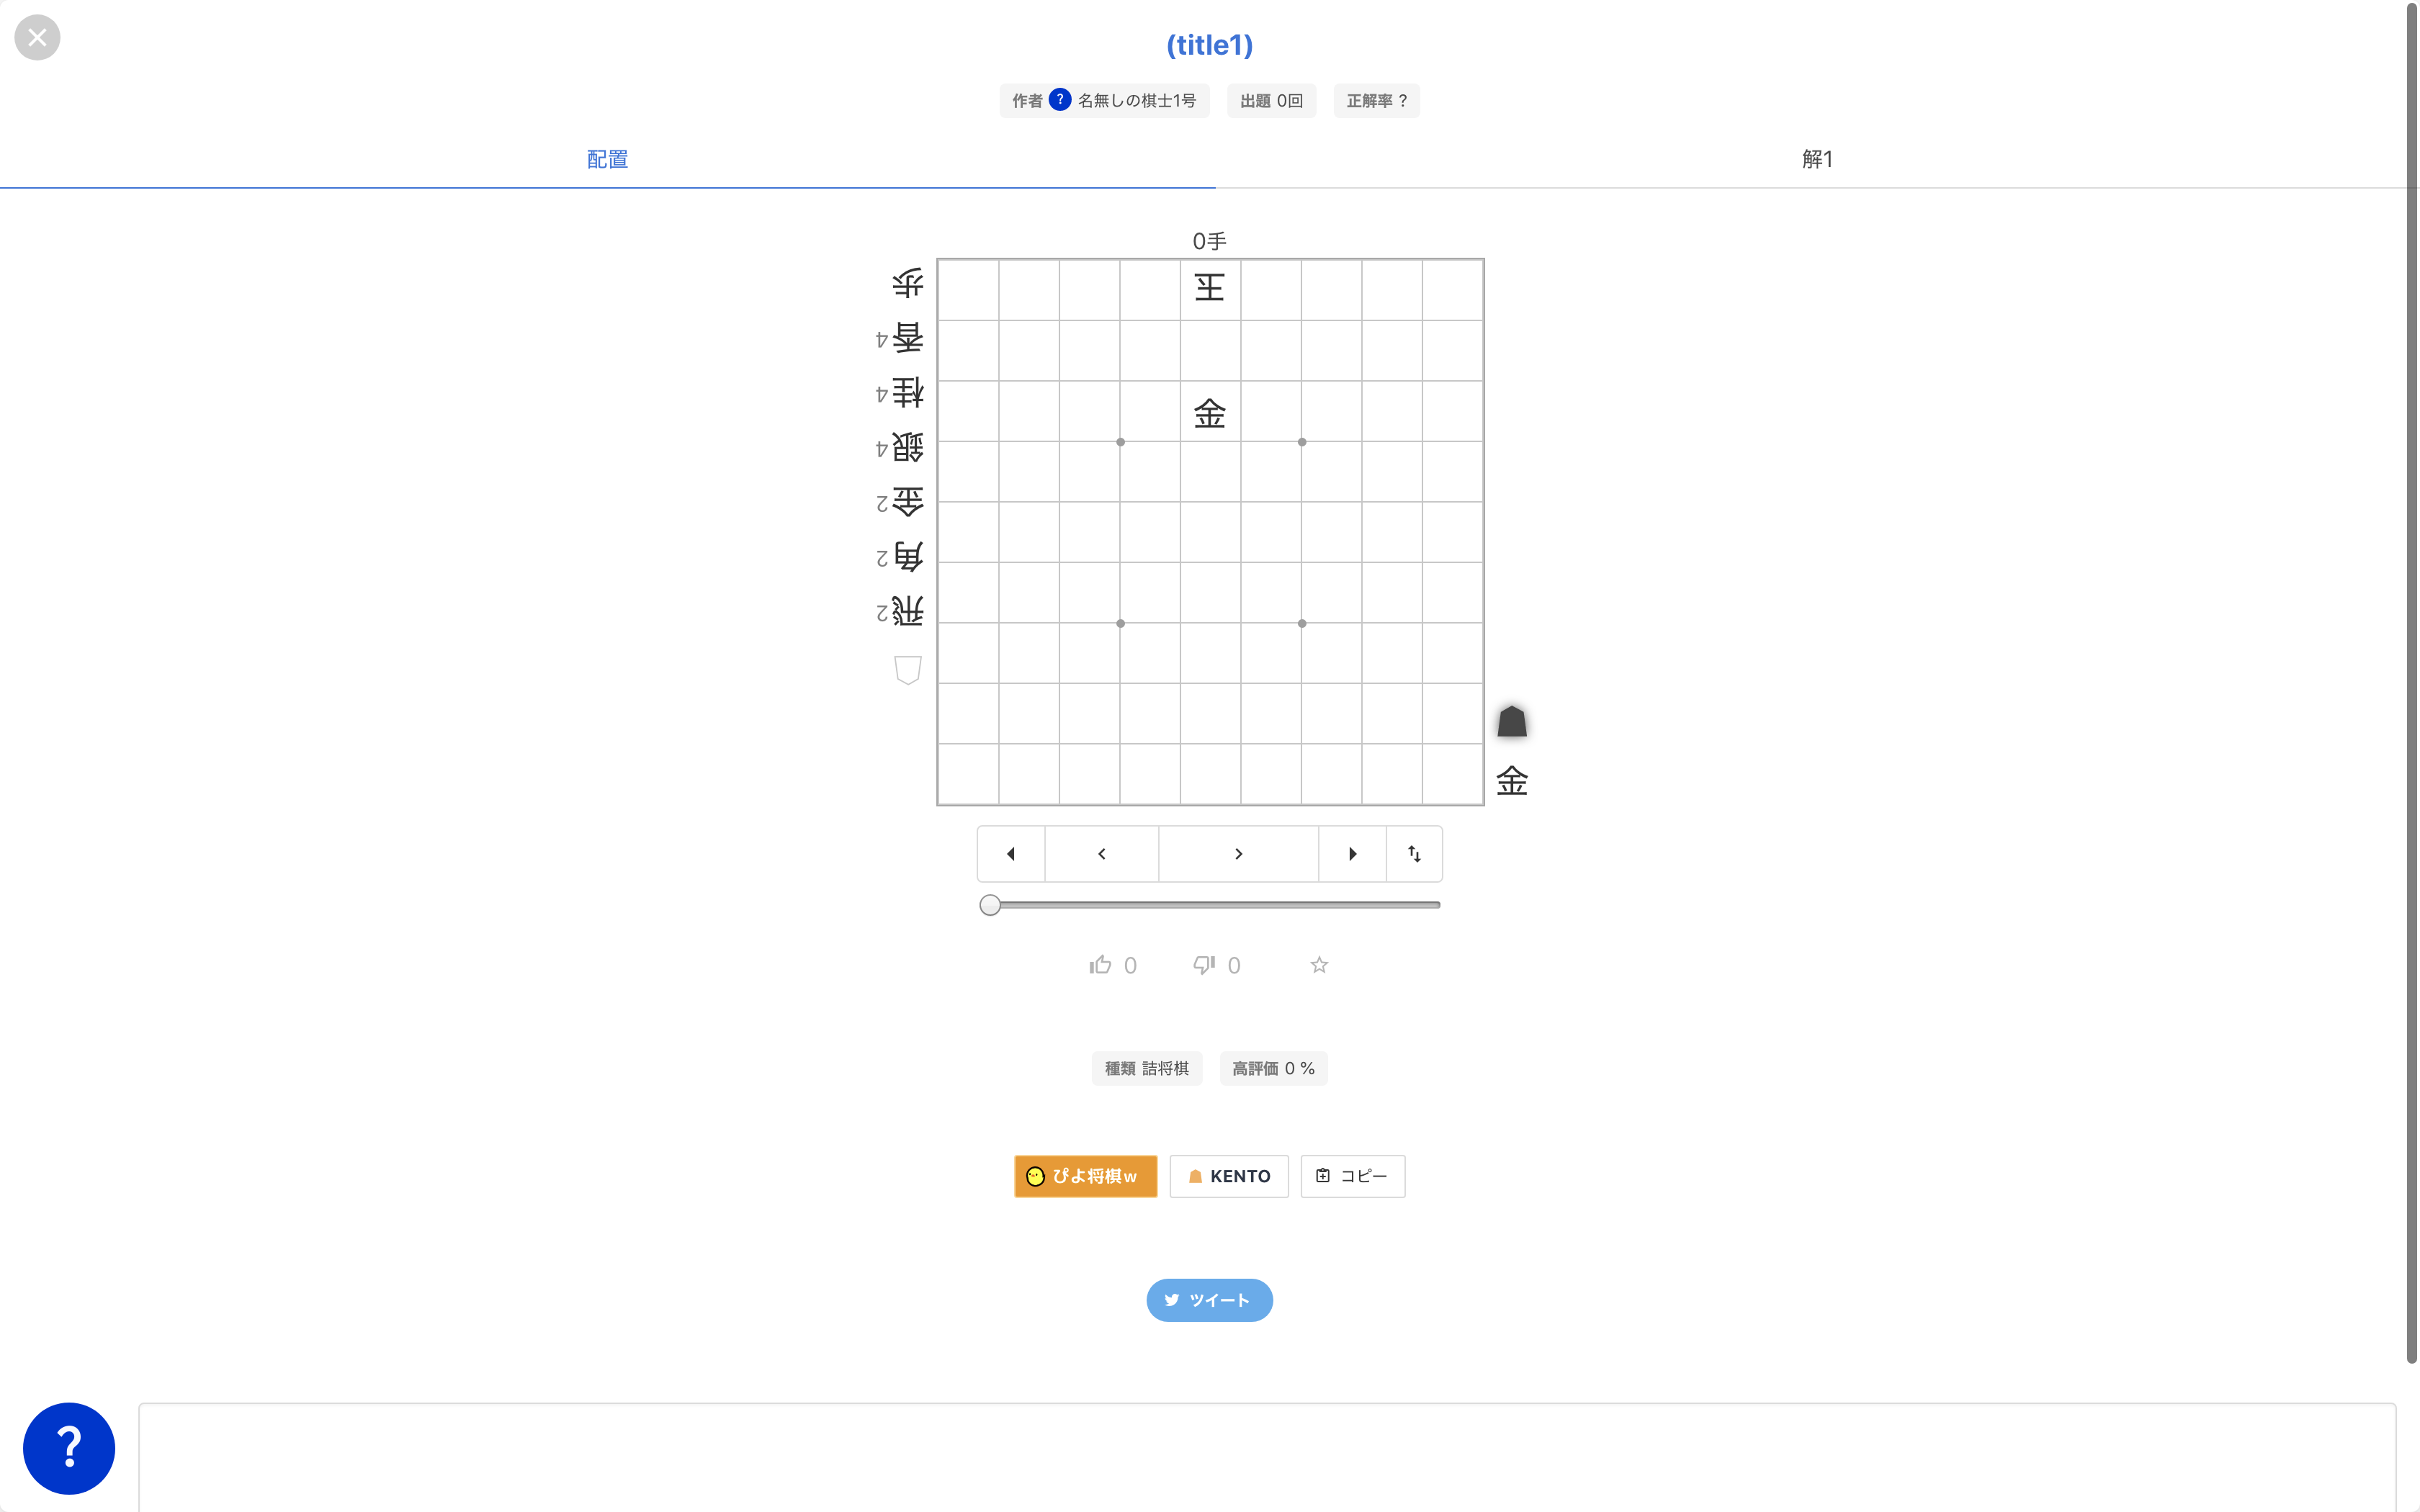 (title1)
作者 ? 名無しの棋士1号 出題 0回 正解率 ?
配置 解1
0手
歩
香 4
桂 4
銀 4
金 2
角 2
飛 2
王
金
金
0 0
種類 詰将棋 高評価 0 %
ぴよ将棋w KENTO コピー
ツイート
?